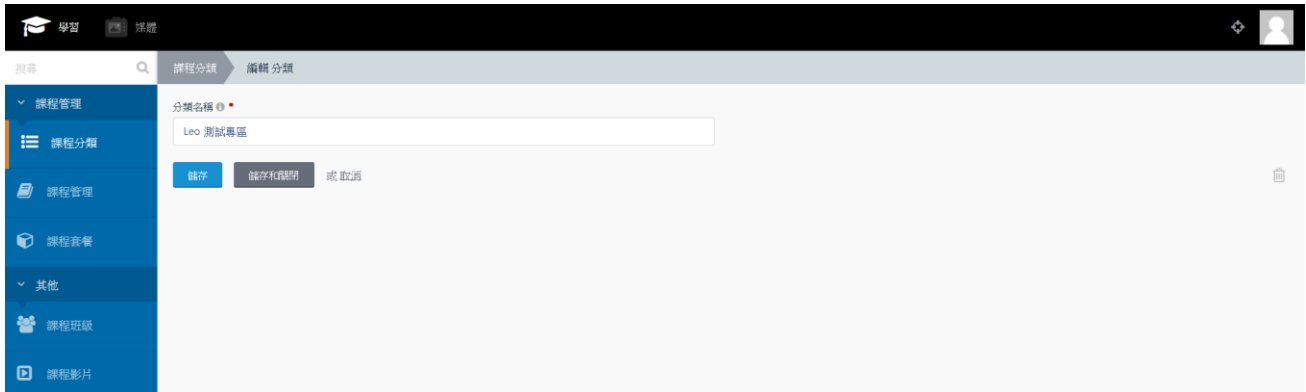 學習
媒體
搜尋
課程分類
編輯 分類
課程管理
課程分類
課程管理
課程套餐
其他
課程班級
課程影片
分類名稱
Leo 測試專區
儲存
儲存和關閉
或 取消